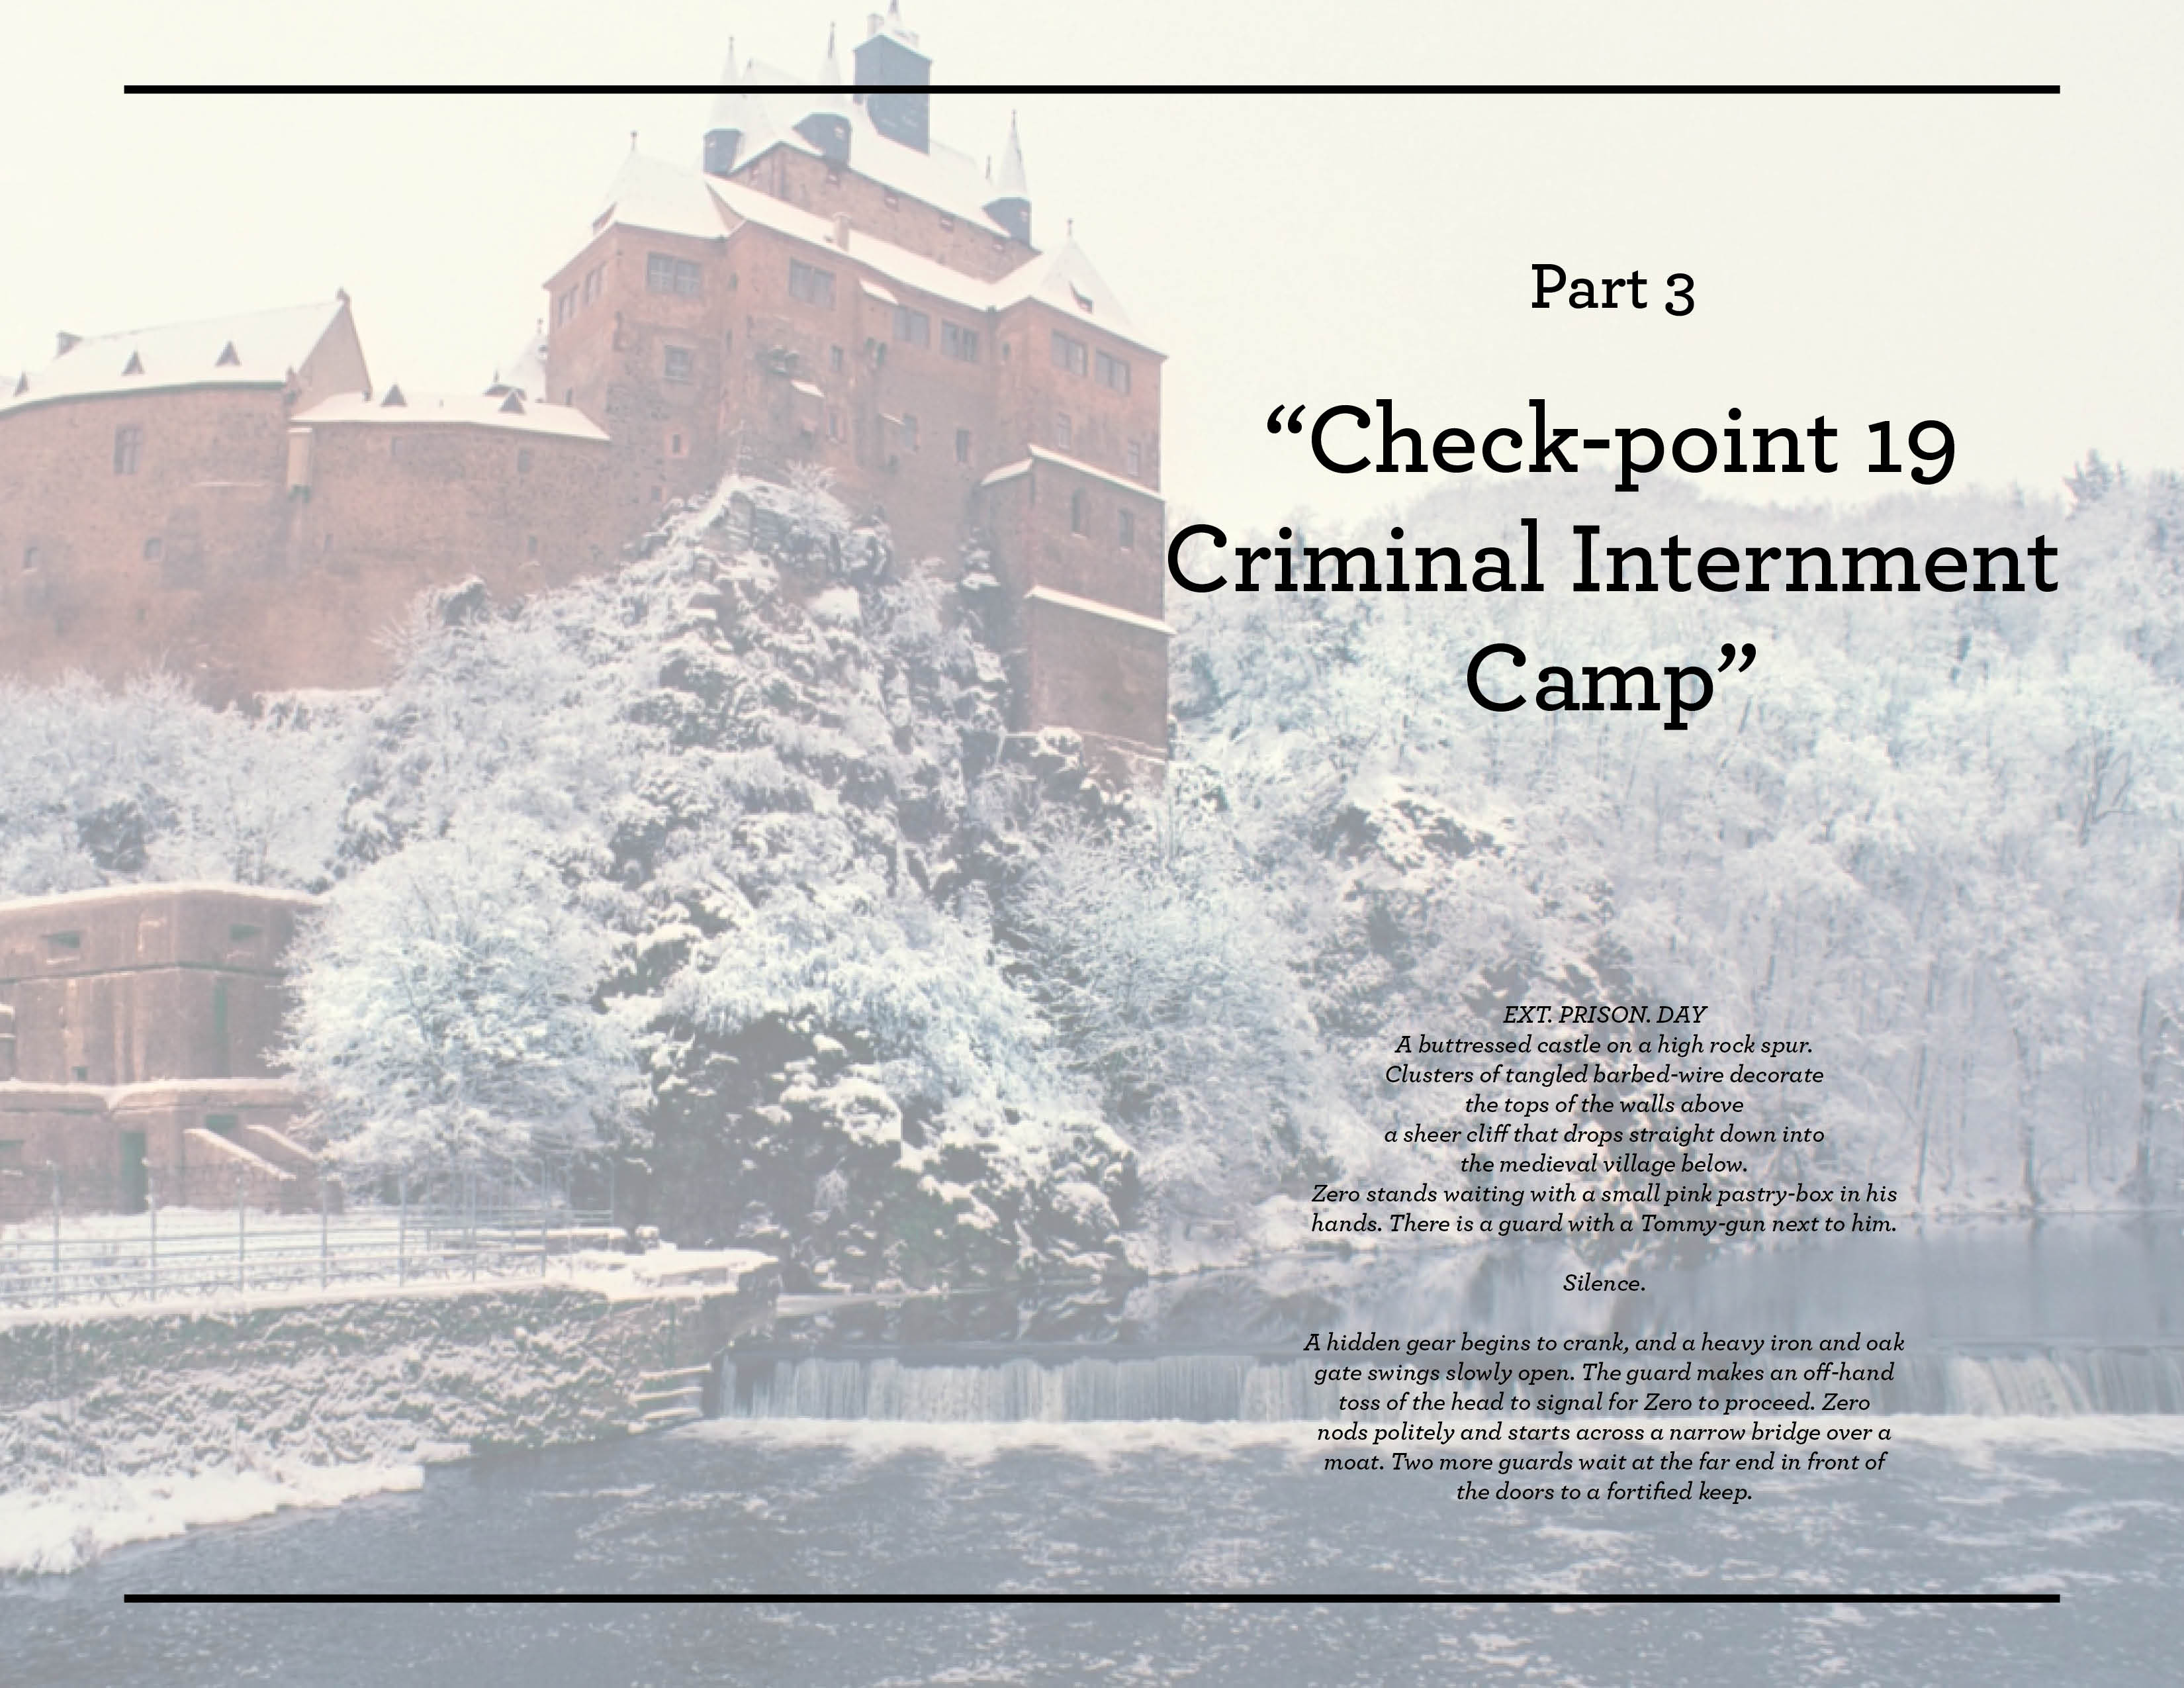 Part 3
“Check-point 19
Criminal Internment
Camp”
EXT. PRISON. DAY
A buttressed castle on a high rock spur.
Clusters of tangled barbed-wire decorate
the tops of the walls above
a sheer cliff that drops straight down into
the medieval village below.
Zero stands waiting with a small pink pastry-box in his
hands. There is a guard with a Tommy-gun next to him.
Silence.
A hidden gear begins to crank, and a heavy iron and oak
gate swings slowly open. The guard makes an off-hand
toss of the head to signal for Zero to proceed. Zero
nods politely and starts across a narrow bridge over a
moat. Two more guards wait at the far end in front of
the doors to a fortified keep.